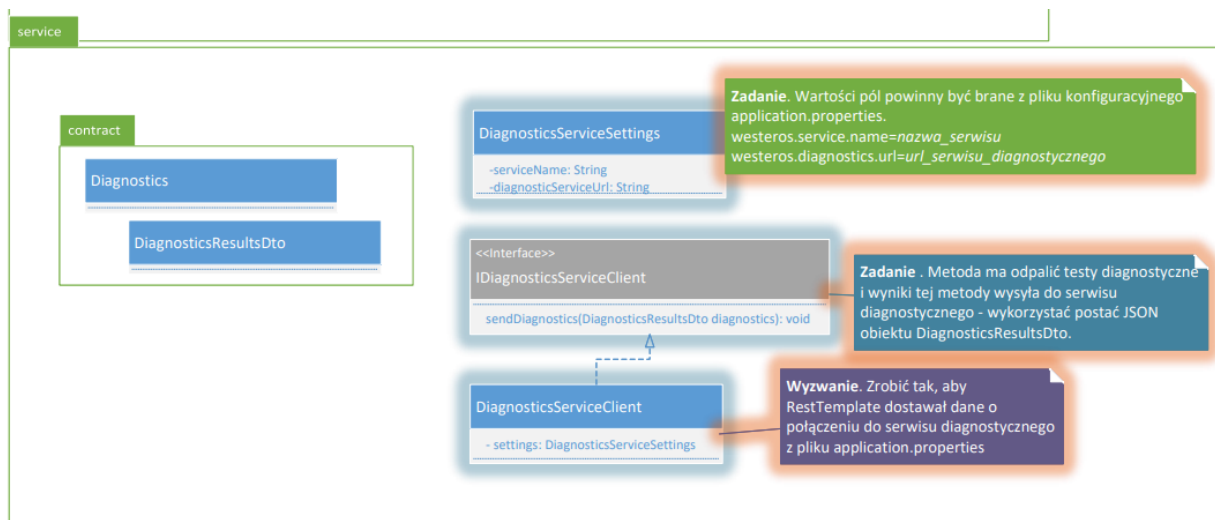 service
contract
Diagnostics
DiagnosticsResultsDto
DiagnosticsServiceSettings
-serviceName: String
-diagnosticServiceUrl: String
Zadanie. Wartości pól powinny być brane z pliku konfiguracyjnego
application.properties.
westeros.service.name=nazwa_serwisu
westeros.diagnostics.url=url_serwisu_diagnostycznego
<<Interface>>
IDiagnosticsServiceClient
sendDiagnostics(DiagnosticsResultsDto diagnostics): void
Zadanie . Metoda ma odpalić testy diagnostyczne
i wyniki tej metody wysyła do serwisu
diagnostycznego - wykorzystać postać JSON
obiektu DiagnosticsResultsDto.
DiagnosticsServiceClient
- settings: DiagnosticsServiceSettings
Wyzwanie. Zrobić tak, aby
RestTemplate dostawał dane o
połączeniu do serwisu diagnostycznego
z pliku application.properties